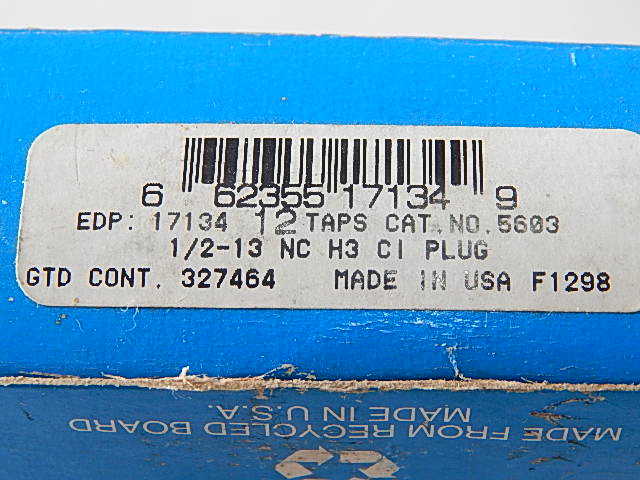 6 62355 17134 9
EDP: 17134 12 TAPS CAT. NO. 5603
1/2-13 NC H3 CI PLUG
GTD CONT. 327464 MADE IN USA F1298
MADE IN U.S.A.
MADE FROM RECYCLED BOARD